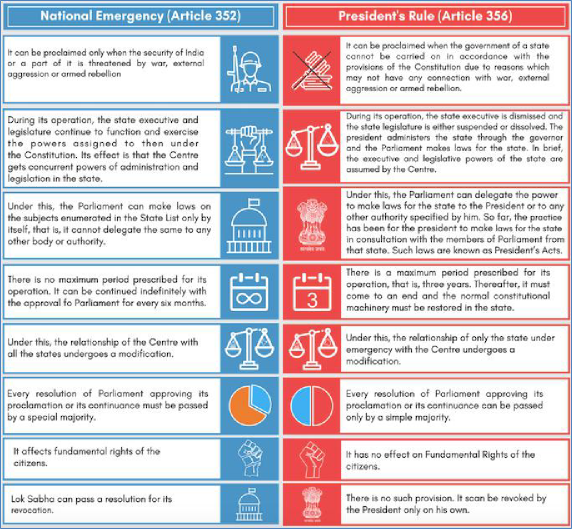 National Emergency (Article 352)
President's Rule (Article 356)
It can be proclaimed only when the security of India
or a part of it is threatened by war, external
aggression or armed rebellion
It can be proclaimed when the government of a state
cannot be carried on in accordance with the
provisions of the Constitution due to reasons which
may not have any connection with war, external
aggression or armed rebellion.
During its operation, the state executive and
legislature continue to function and exercise
the powers assigned to then under
the Constitution. Its effect is that the Centre
gets concurrent powers of administration and
legislation in the state.
During its operation, the state executive is dismissed and
the state legislature is either suspended or dissolved. The
president administers the state through the governor
and the Parliament makes laws for the state. In brief,
the executive and legislative powers of the state are
assumed by the Centre.
Under this, the Parliament can make laws on
the subjects enumerated in the State List only by
itself, that is, it cannot delegate the same to any
other body or authority.
Under this, the Parliament can delegate the power
to make laws for the state to the President or to any
other authority specified by him. So far, the practice
has been for the president to make laws for the state
in consultation with the members of Parliament from
that state. Such laws are known as President's Acts.
There is no maximum period prescribed for its
operation. It can be continued indefinitely with
the approval fo Parliament for every six months.
∞
3
There is a maximum period prescribed for its
operation, that is, three years. Thereafter, it must
come to an end and the normal constitutional
machinery must be restored in the state.
Under this, the relationship of the Centre with
all the states undergoes a modification.
Under this, the relationship of only the state under
emergency with the Centre undergoes a
modification.
Every resolution of Parliament approving its
proclamation or its continuance must be passed
by a special majority.
Every resolution of Parliament approving its
proclamation or its continuance can be passed
only by a simple majority.
It affects fundamental rights of the
citizens.
It has no effect on Fundamental Rights of the
citizens.
Lok Sabha can pass a resolution for its
revocation.
There is no such provision. It scan be revoked by
the President only on his own.